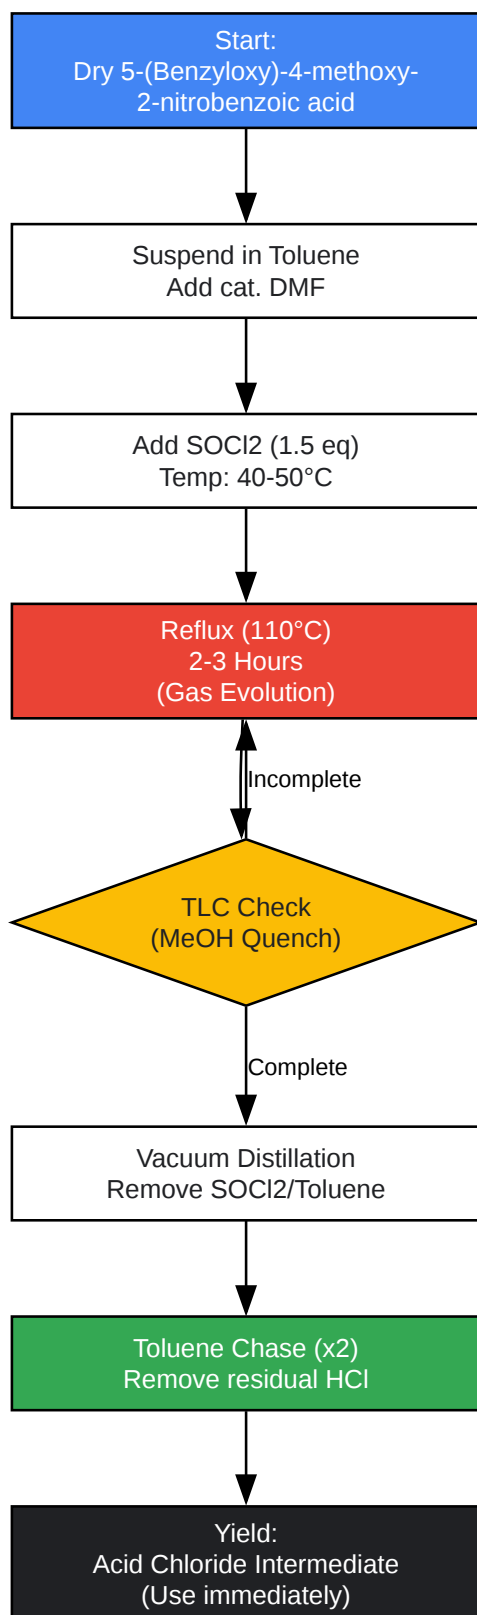 Start:
Dry 5-(Benzyloxy)-4-methoxy-
2-nitrobenzoic acid
Suspend in Toluene
Add cat. DMF
Add SOCl2 (1.5 eq)
Temp: 40-50°C
Reflux (110°C)
2-3 Hours
(Gas Evolution)
Incomplete
TLC Check
(MeOH Quench)
Complete
Vacuum Distillation
Remove SOCl2/Toluene
Toluene Chase (x2)
Remove residual HCl
Yield:
Acid Chloride Intermediate
(Use immediately)